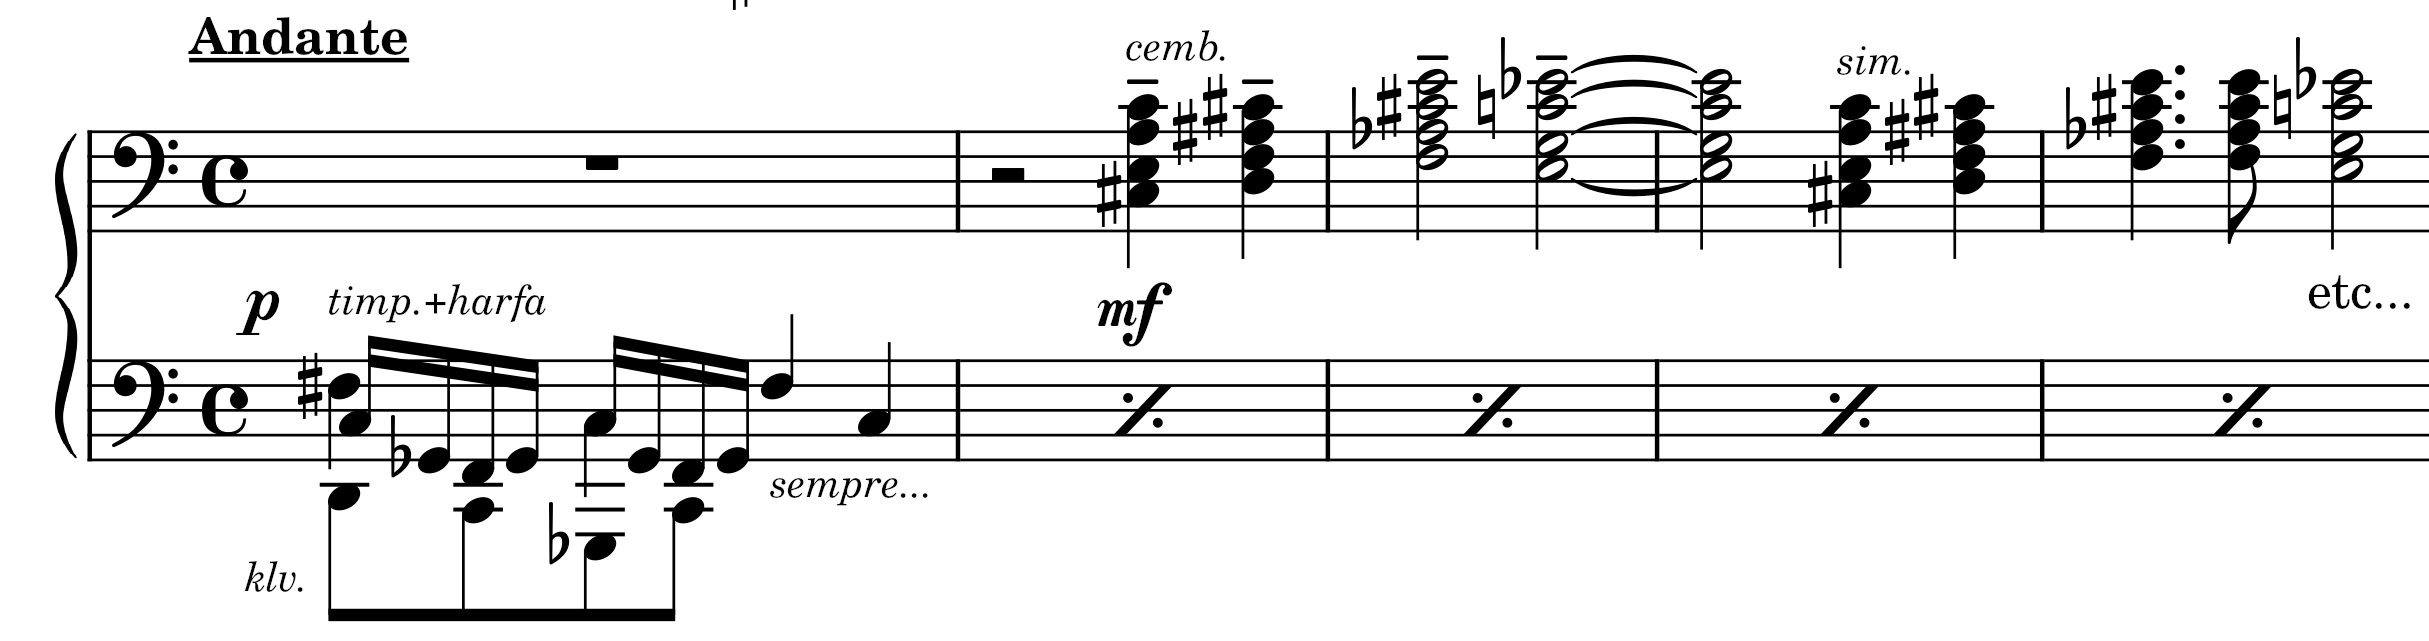 Andante
cemb.
sim.
p
timp.+harfa
mf
etc...
sempre...
klv.